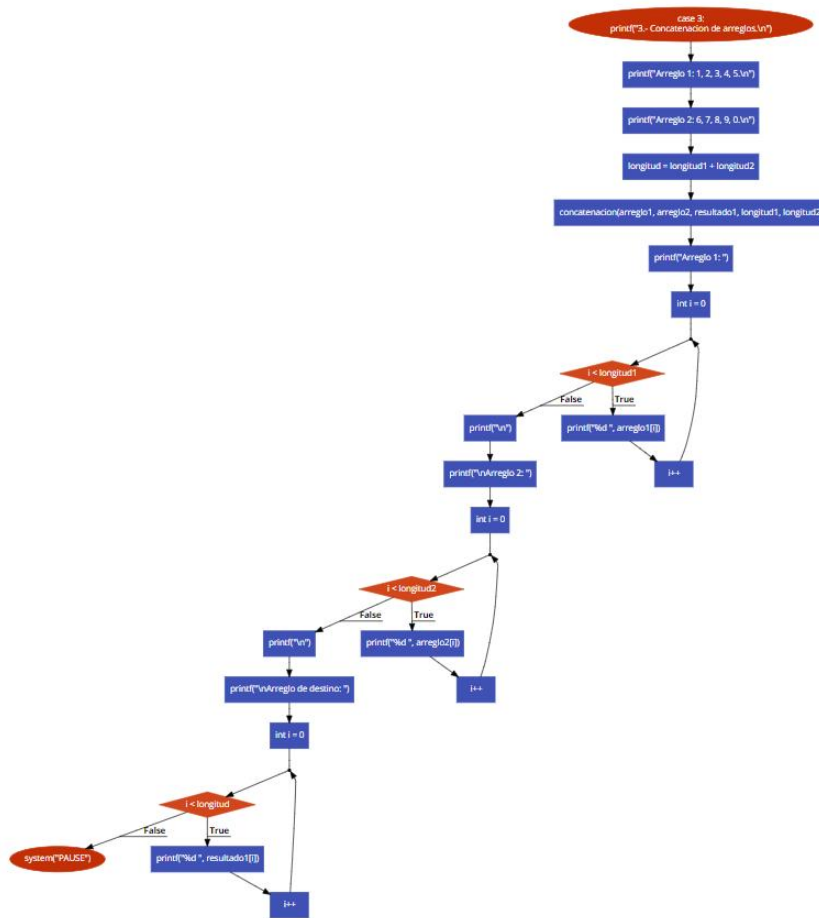 case 3:
printf("3.- Concatenacion de arreglos.\n")
printf("Arreglo 1: 1, 2, 3, 4, 5.\n")
printf("Arreglo 2: 6, 7, 8, 9, 0.\n")
longitud = longitud1 + longitud2
concatenacion(arreglo1, arreglo2, resultado1, longitud1, longitud2
printf("Arreglo 1: ")
int i = 0
i < longitud1
False
True
printf("\n")
printf("%d ", arreglo1[i])
printf("\nArreglo 2: ")
i++
int i = 0
i < longitud2
False
True
printf("\n")
printf("%d ", arreglo2[i])
printf("\nArreglo de destino: ")
i++
int i = 0
i < longitud
False
True
system("PAUSE")
printf("%d ", resultado1[i])
i++